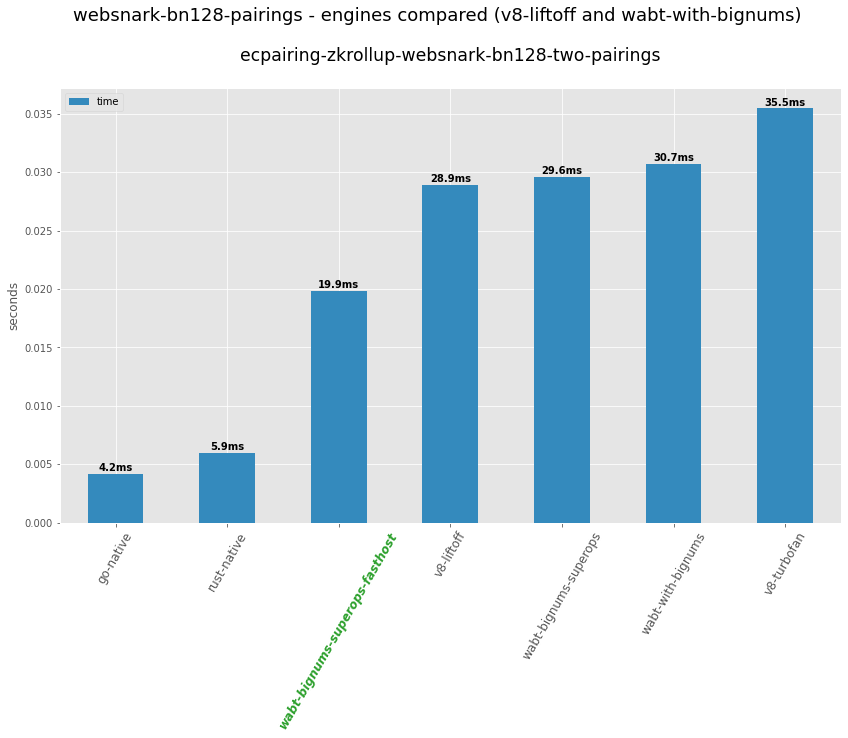 websnark-bn128-pairings - engines compared (v8-liftoff and wabt-with-bignums)
ecpairing-zkrollup-websnark-bn128-two-pairings
time
seconds
0.035
0.030
0.025
0.020
0.015
0.010
0.005
0.000
4.2ms
5.9ms
19.9ms
28.9ms
29.6ms
30.7ms
35.5ms
go-native
rust-native
wabt-bignums-superops-fasthost
v8-liftoff
wabt-bignums-superops
wabt-with-bignums
v8-turbofan